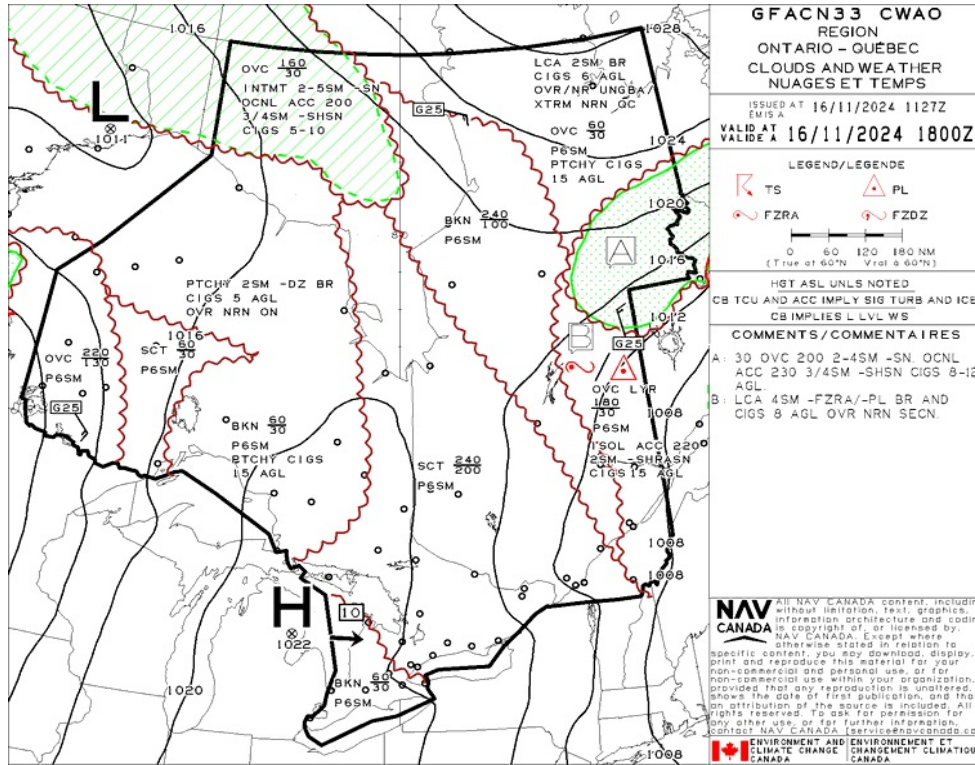 GFACN33 CWAO
REGION
ONTARIO - QUÉBEC
CLOUDS AND WEATHER
NUAGES ET TEMPS
ISSUED AT 16/11/2024 1127Z
ÉMIS A
VALID AT 16/11/2024 1800Z
VALIDE A
LEGEND/LÉGENDE
TS
PL
FZRA
FZDZ
0 60 120 180 NM
(True at 60°N Vrai à 60°N)
HGT ASL UNLS NOTED
CB TCU AND ACC IMPLY SIG TURB AND ICE
CB IMPLIES L LVL WS
COMMENTS/COMMENTAIRES
A: 30 OVC 200 2-4SM -SN. OCNL
ACC 230 3/4SM -SHSN CIGS 8-12
AGL.
B: LCA 4SM -FZRA/-PL BR AND
CIGS 8 AGL OVR NRN SECN.
NAV
CANADA
All NAV CANADA content, includin
without limitation, text, graphics,
information architecture and codin
is copyright of, or licensed by,
NAV CANADA. Except where
otherwise stated in relation to
specific content, you may download, display,
print and reproduce this material for your
non-commercial and personal use, or for
non-commercial use within your organization,
provided that any reproduction is unaltered,
shows the date of first publication, and tha
an attribution of the source is included. All
rights reserved. To ask for permission for
any other use, or for further information,
contact NAV CANADA [service@navcanada.ca
ENVIRONMENT AND
CLIMATE CHANGE
CANADA
ENVIRONNEMENT ET
CHANGEMENT CLIMATIQU
CANADA
1016
1028
OVC 160
30
INTMT 2-5SM -SN
OCNL ACC 200
3/4SM -SHSN
CIGS 5-10
LCA 2SM BR
CIGS 6 AGL
OVR/NR UNGBA/
XTRM NRN QC
G25
L
1011
OVC 60
30
P6SM
PTCHY CIGS
15 AGL
1024
1020
BKN 240
100
P6SM
A
1016
PTCHY 2SM -DZ BR
CIGS 5 AGL
OVR NRN ON
1012
B
G25
1016
OVC 220
130
P6SM
SCT 60
30
P6SM
G25
OVC LYR
180
30
P6SM
ISOL ACC 220
2SM -SHRASN
CIGS 15 AGL
1008
BKN 60
30
P6SM
PTCHY CIGS
15 AGL
SCT 240
200
P6SM
1008
1008
H
1022
10
1020
BKN 60
30
P6SM
1008